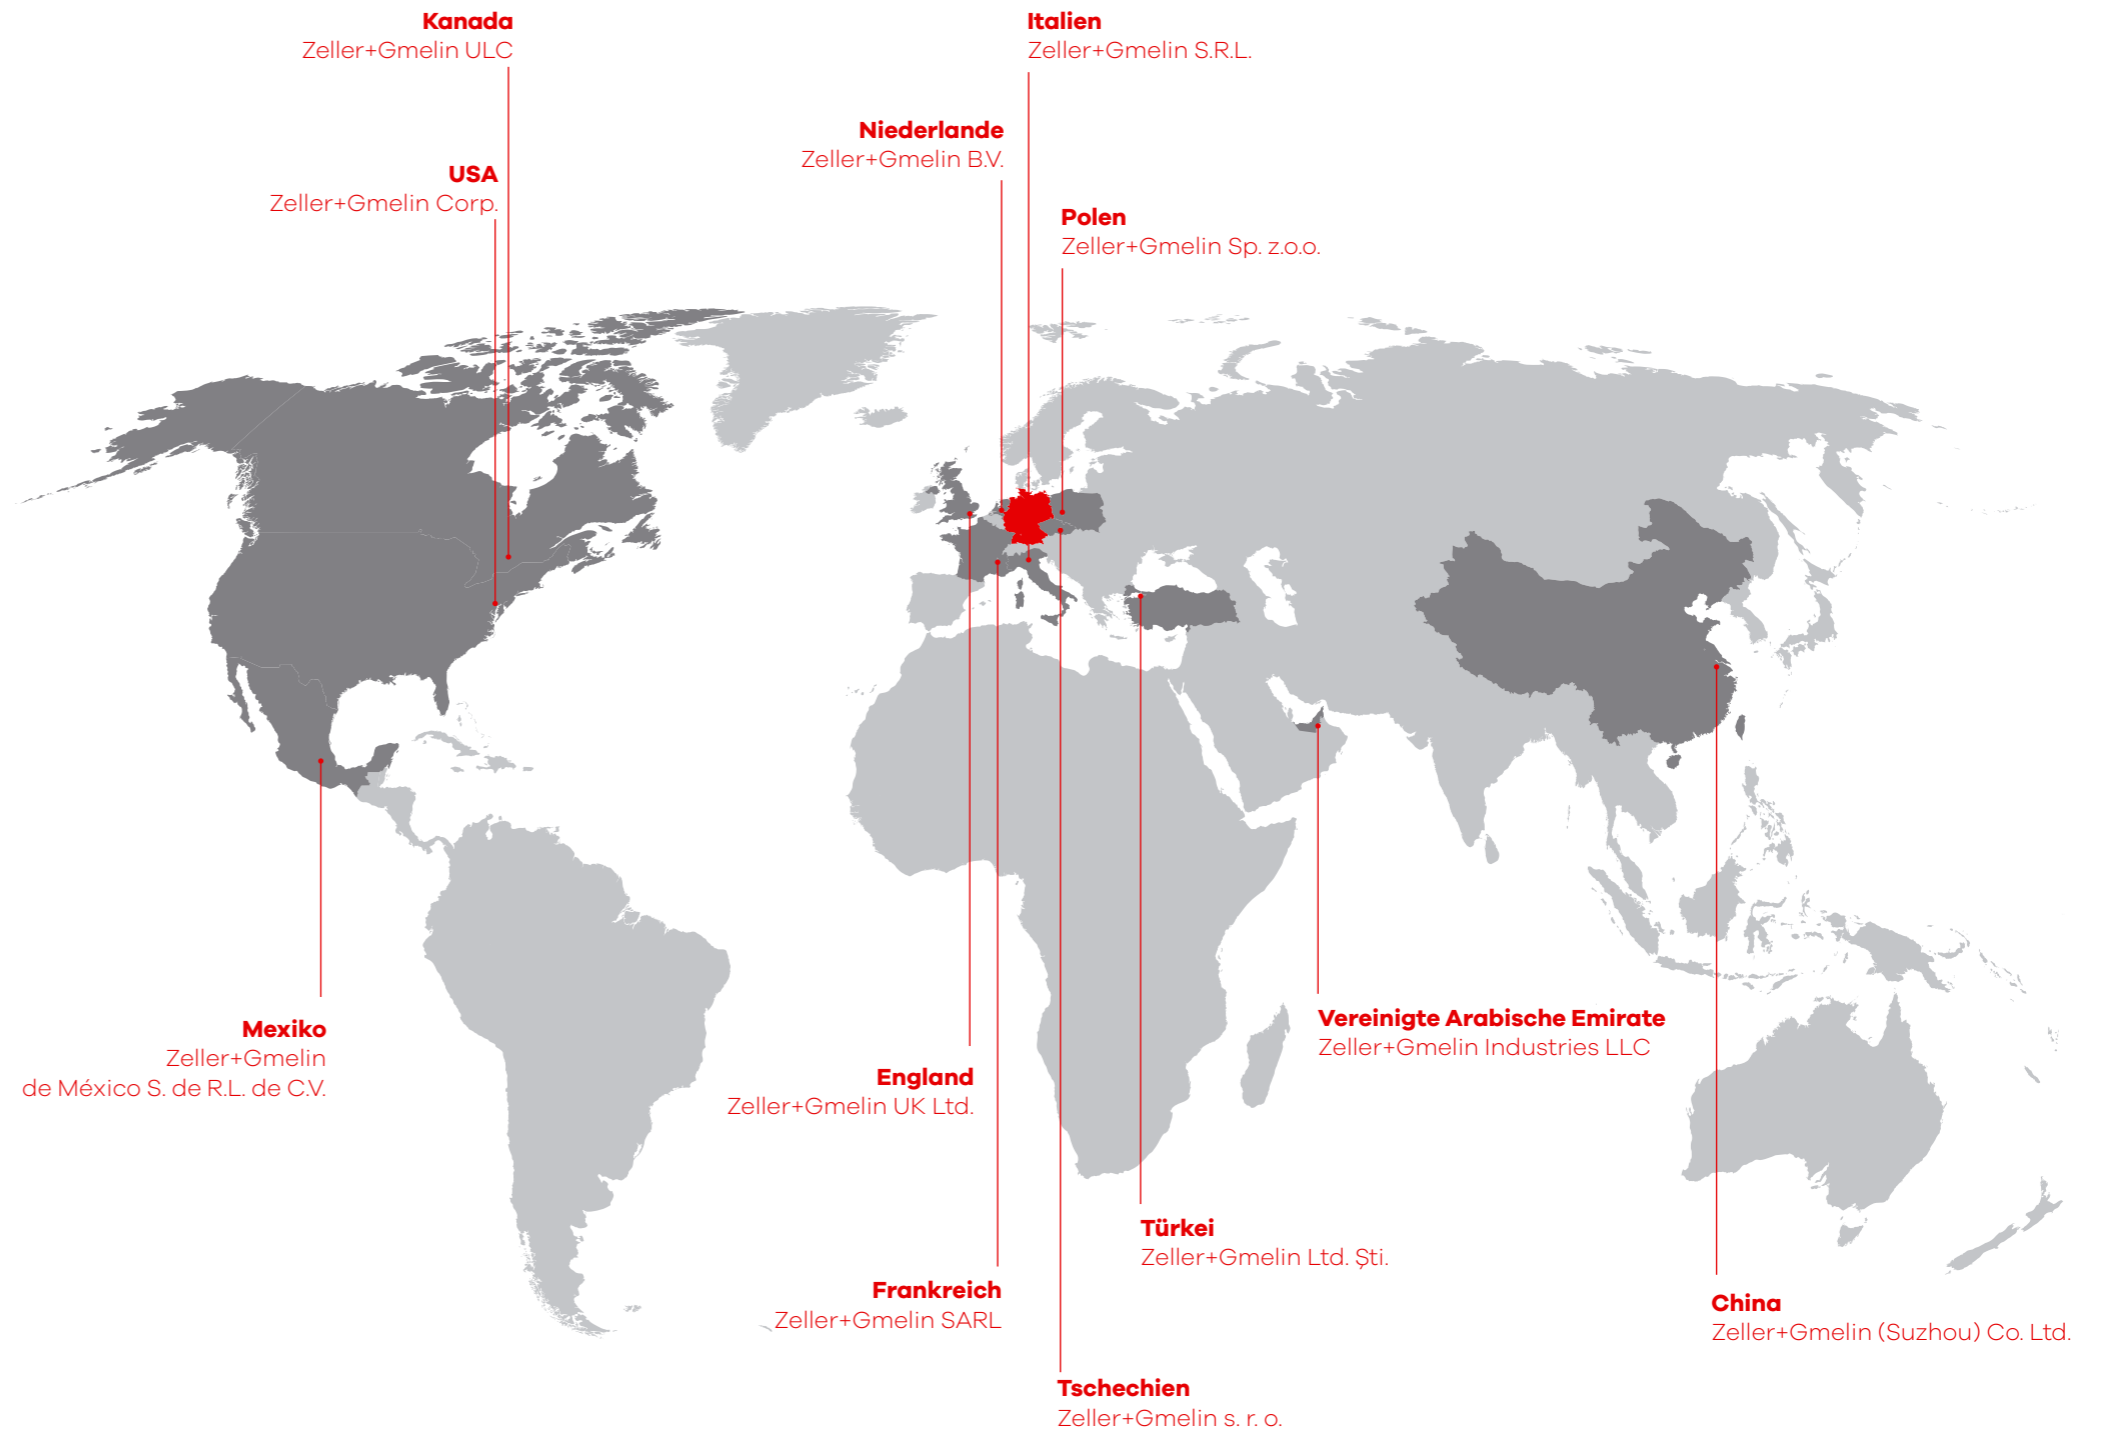 Kanada
Zeller+Gmelin ULC
Italien
Zeller+Gmelin S.R.L.
Niederlande
Zeller+Gmelin B.V.
USA
Zeller+Gmelin Corp.
Polen
Zeller+Gmelin Sp. z.o.o.
Mexiko
Zeller+Gmelin
de México S. de R.L. de C.V.
Vereinigte Arabische Emirate
Zeller+Gmelin Industries LLC
England
Zeller+Gmelin UK Ltd.
Türkei
Zeller+Gmelin Ltd. Şti.
Frankreich
Zeller+Gmelin SARL
China
Zeller+Gmelin (Suzhou) Co. Ltd.
Tschechien
Zeller+Gmelin s. r. o.